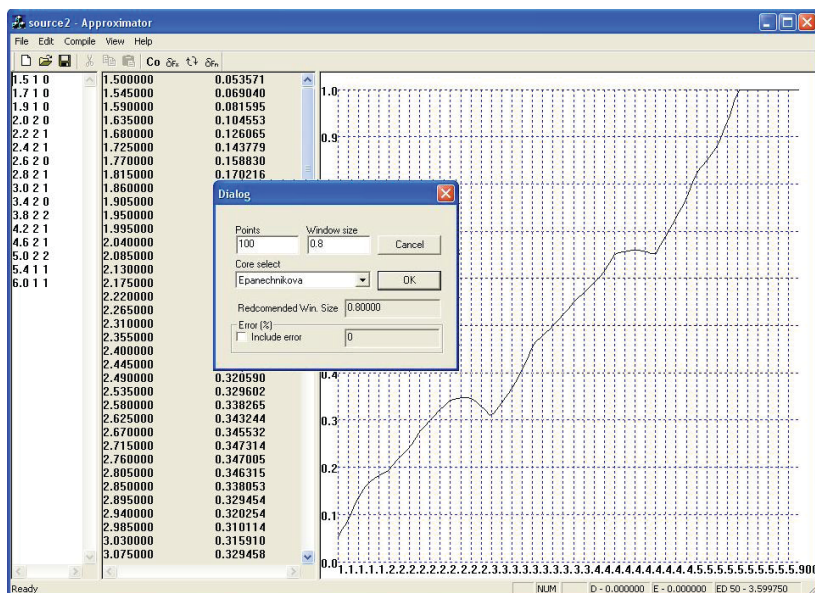 source2 - Approximator
File Edit Compile View Help
Co δFx δFn
1.5 1 0
1.7 1 0
1.9 1 0
2.0 2 0
2.2 2 1
2.4 2 1
2.6 2 0
2.8 2 1
3.0 2 1
3.4 2 0
3.8 2 2
4.2 2 1
4.6 2 1
5.0 2 2
5.4 1 1
6.0 1 1
1.500000 0.053571
1.545000 0.069040
1.590000 0.081595
1.635000 0.104553
1.680000 0.126065
1.725000 0.143779
1.770000 0.158830
1.815000 0.170216
1.860000
1.905000
1.950000
1.995000
2.040000
2.085000
2.130000
2.175000
2.220000
2.265000
2.310000
2.355000
2.400000
2.445000
2.490000 0.320590
2.535000 0.329602
2.580000 0.338265
2.625000 0.343244
2.670000 0.345532
2.715000 0.347314
2.760000 0.347005
2.805000 0.346315
2.850000 0.338053
2.895000 0.329454
2.940000 0.320254
2.985000 0.310114
3.030000 0.315910
3.075000 0.329458
Dialog
Points Window size
100 0.8 Cancel
Core select
Epanechnikova OK
Redcomended Win. Size 0.80000
Error (%)
Include error 0
1.0
0.9
0.4
0.3
0.2
0.1
0.0
Ready NUM D - 0.000000 E - 0.000000 ED 50 - 3.599750